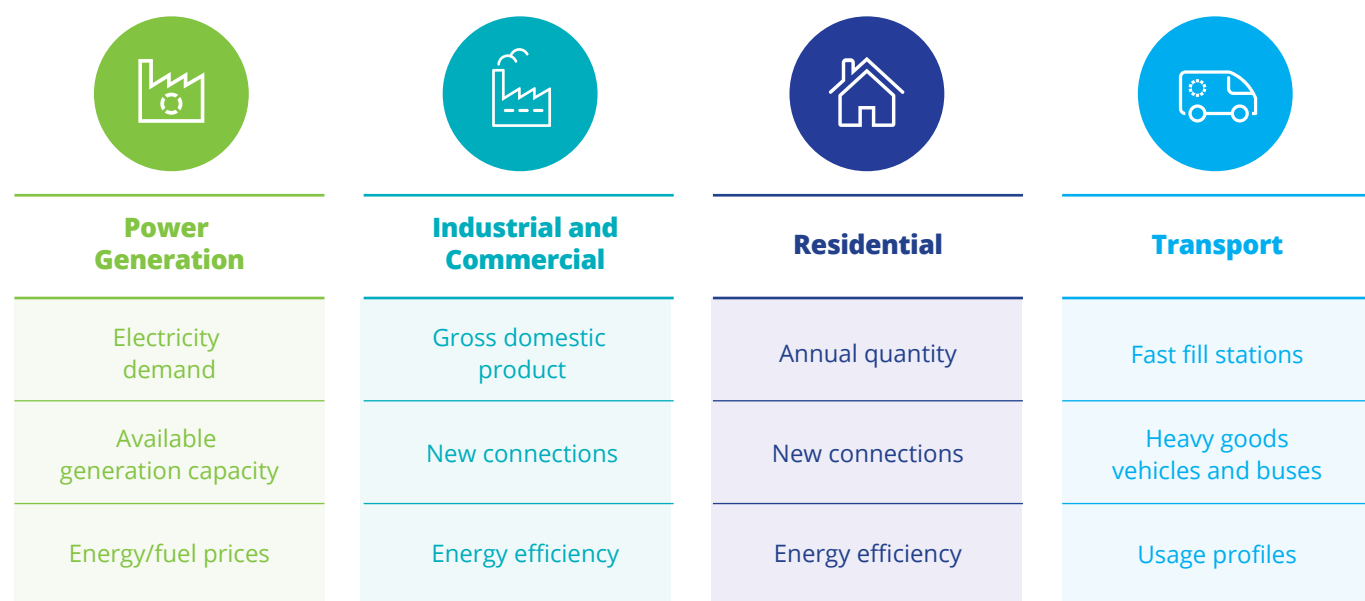 Power
Generation
Electricity
demand
Available
generation capacity
Energy/fuel prices
Industrial and
Commercial
Gross domestic
product
New connections
Energy efficiency
Residential
Annual quantity
New connections
Energy efficiency
Transport
Fast fill stations
Heavy goods
vehicles and buses
Usage profiles